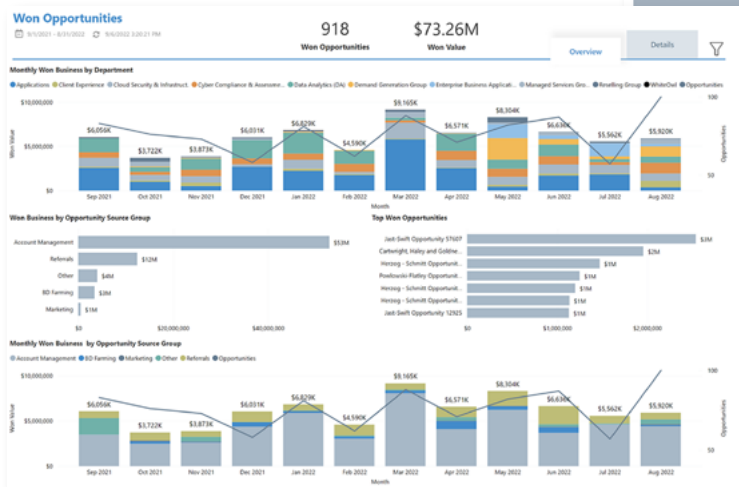 Won Opportunities
9/1/2021 - 8/31/2022 9/6/2022 3:20:21 PM
918
Won Opportunities
$73.26M
Won Value
Overview
Details
Monthly Won Business by Department
Applications Client Experience Cloud Security & Infrastruct... Cyber Compliance & Assessme... Data Analytics (DA) Demand Generation Group Enterprise Business Applicati... Managed Services Gro... Reselling Group WhiteOwl Opportunities
Won Value
$10,000,000
$5,000,000
$0
$6,056K
$3,722K
$3,873K
$6,031K
$6,829K
$4,590K
$9,165K
$6,571K
$8,304K
$6,636K
$5,562K
$5,920K
100
50
Opportunities
Sep 2021 Oct 2021 Nov 2021 Dec 2021 Jan 2022 Feb 2022 Mar 2022 Apr 2022 May 2022 Jun 2022 Jul 2022 Aug 2022
Month
Won Business by Opportunity Source Group
Account Management $53M
Referrals $12M
Other $4M
BD Farming $3M
Marketing $1M
$0 $20,000,000 $40,000,000
Top Won Opportunities
Jast-Swift Opportunity 57607 $3M
Cartwright, Haley and Goldne... $2M
Herzog - Schmitt Opportunit... $1M
Powlowski-Flatley Opportunit... $1M
Herzog - Schmitt Opportunit... $1M
Herzog - Schmitt Opportunit... $1M
Jast-Swift Opportunity 12925 $1M
$0 $1,000,000 $2,000,000
Monthly Won Business by Opportunity Source Group
Account Management BD Farming Marketing Other Referrals Opportunities
Won Value
$10,000,000
$5,000,000
$0
$6,056K
$3,722K
$3,873K
$6,031K
$6,829K
$4,590K
$9,165K
$6,571K
$8,304K
$6,636K
$5,562K
$5,920K
100
50
Opportunities
Sep 2021 Oct 2021 Nov 2021 Dec 2021 Jan 2022 Feb 2022 Mar 2022 Apr 2022 May 2022 Jun 2022 Jul 2022 Aug 2022
Month